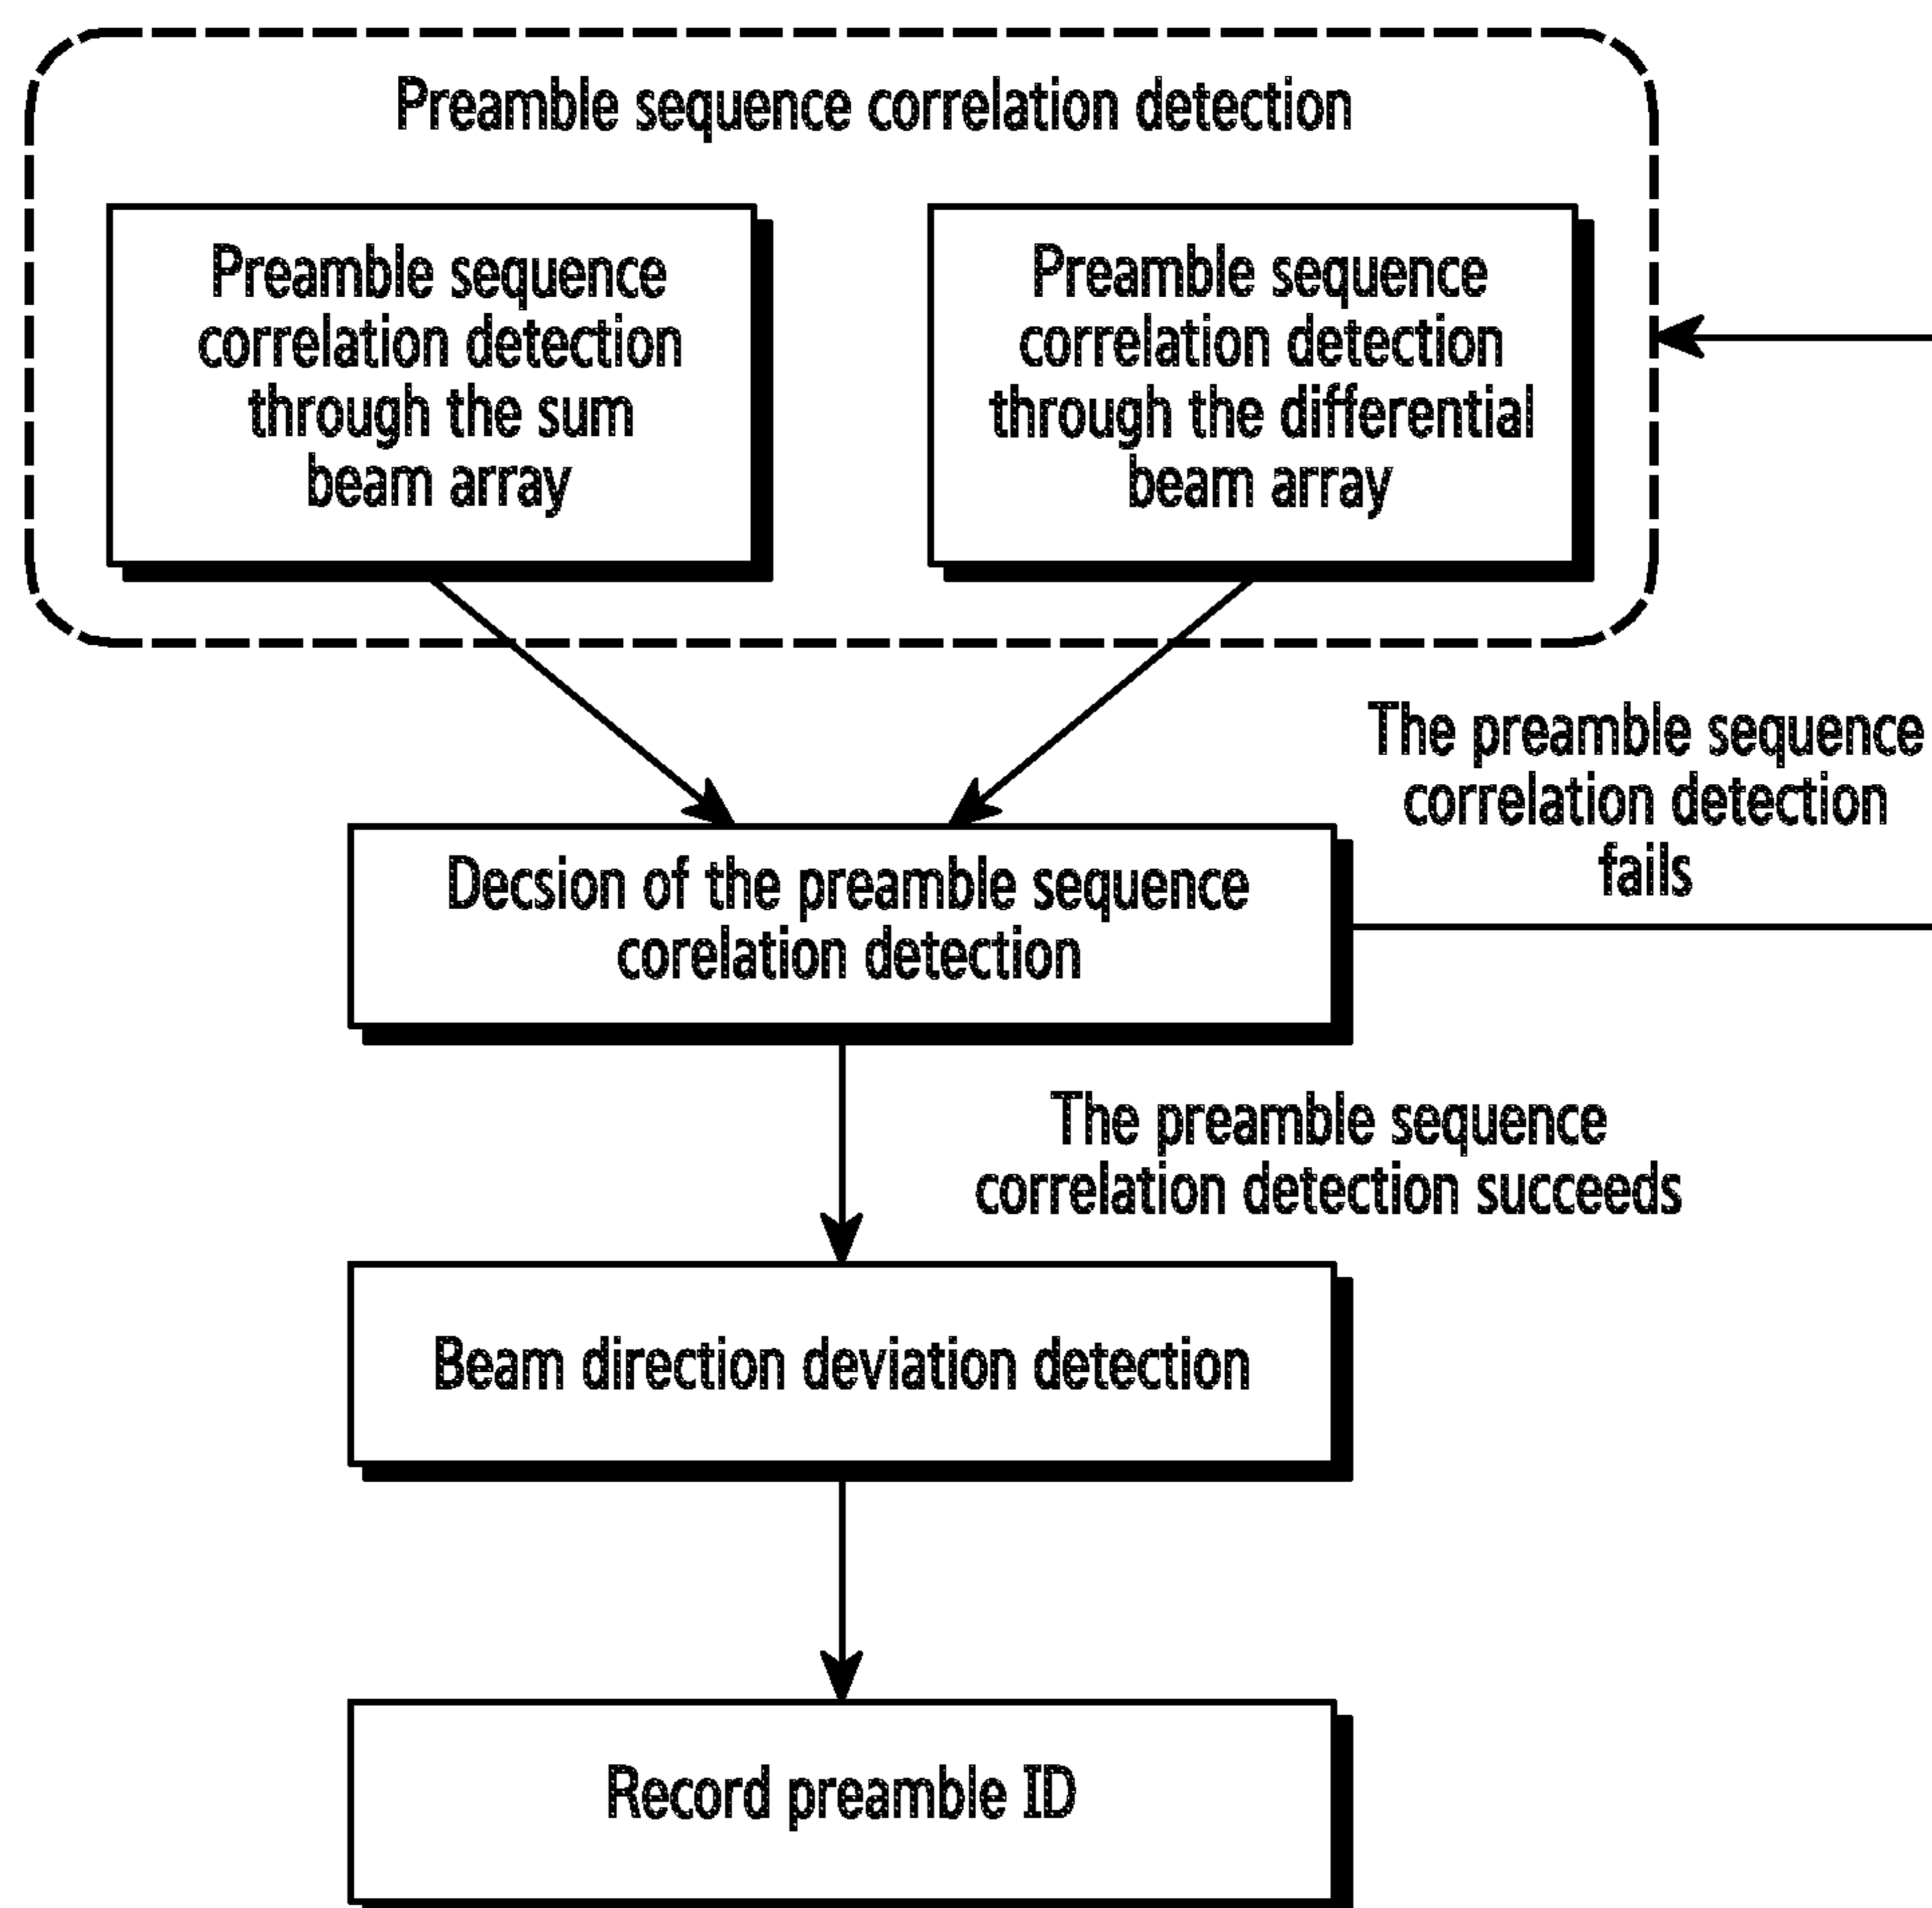 Preamble sequence correlation detection
Preamble sequence
correlation detection
through the sum
beam array
Preamble sequence
correlation detection
through the differential
beam array
The preamble sequence
correlation detection
fails
Decsion of the preamble sequence
corelation detection
The preamble sequence
correlation detection succeeds
Beam direction deviation detection
Record preamble ID